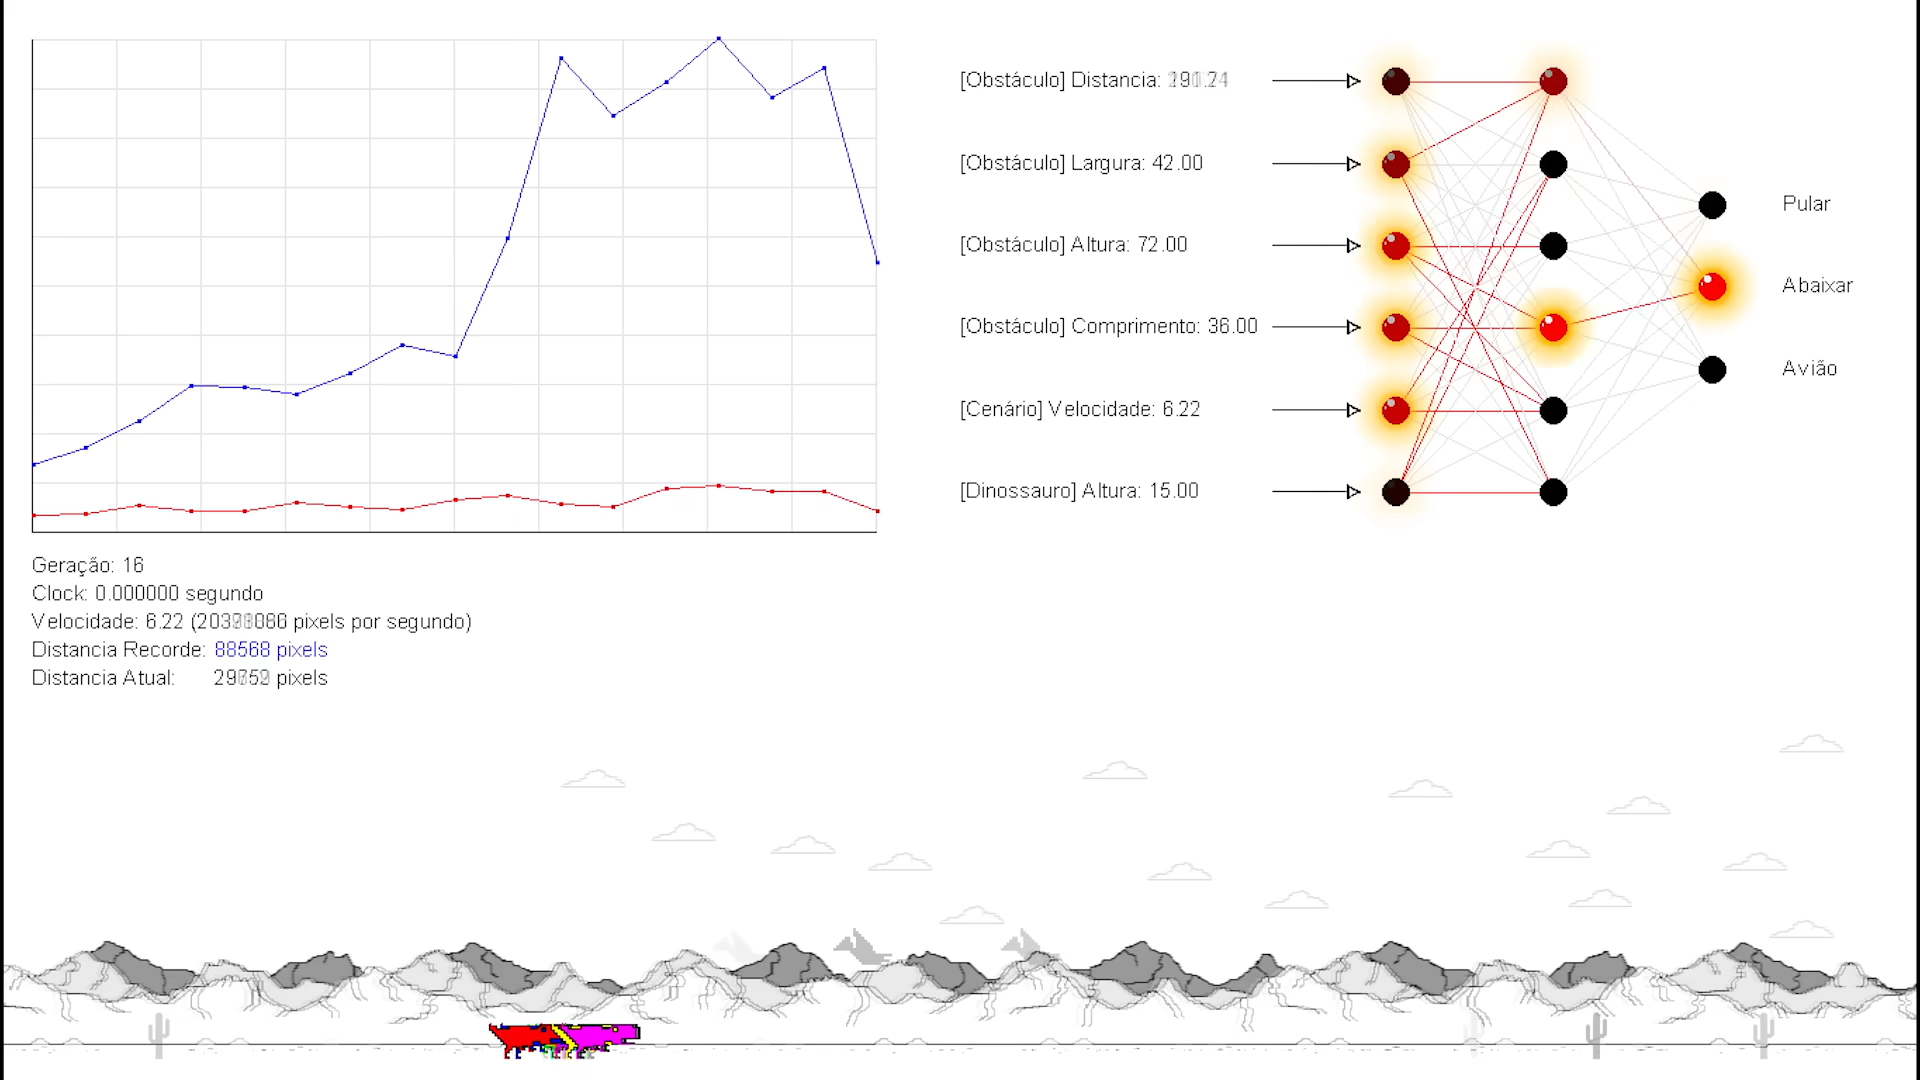 [Obstáculo] Distancia:
[Obstáculo] Largura: 42.00
[Obstáculo] Altura: 72.00
[Obstáculo] Comprimento: 36.00
[Cenário] Velocidade: 6.22
[Dinossauro] Altura: 15.00
Pular
Abaixar
Avião
Geração: 16
Clock: 0.000000 segundo
Velocidade: 6.22 pixels por segundo)
Distancia Recorde: 88568 pixels
Distancia Atual: pixels